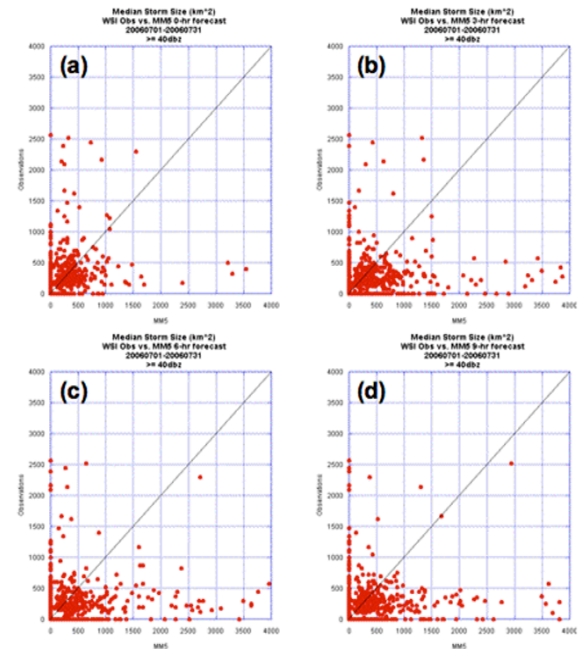 Median Storm Size (km^2)
WSI Obs vs. MM5 0-hr forecast
20060701-20060731
>= 40dbz
(a)
4000
3500
3000
2500
2000
1500
1000
500
0
Observations
0 500 1000 1500 2000 2500 3000 3500 4000
MM5
Median Storm Size (km^2)
WSI Obs vs. MM5 3-hr forecast
20060701-20060731
>= 40dbz
(b)
4000
3500
3000
2500
2000
1500
1000
500
0
Observations
0 500 1000 1500 2000 2500 3000 3500 4000
MM5
Median Storm Size (km^2)
WSI Obs vs. MM5 6-hr forecast
20060701-20060731
>= 40dbz
(c)
4000
3500
3000
2500
2000
1500
1000
500
0
Observations
0 500 1000 1500 2000 2500 3000 3500 4000
MM5
Median Storm Size (km^2)
WSI Obs vs. MM5 9-hr forecast
20060701-20060731
>= 40dbz
(d)
4000
3500
3000
2500
2000
1500
1000
500
0
Observations
0 500 1000 1500 2000 2500 3000 3500 4000
MM5